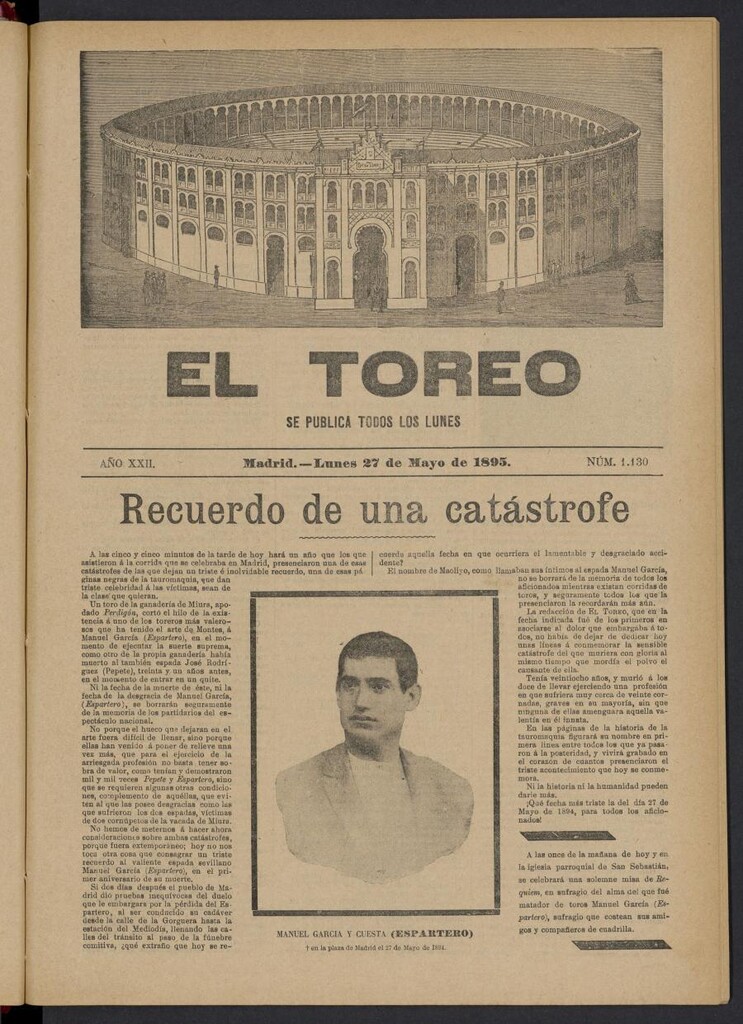 EL TOREO
SE PUBLICA TODOS LOS LUNES
AÑO XXII.
Madrid.—Lunes 27 de Mayo de 1895.
NÚM. 1.130
Recuerdo de una catástrofe
A las cinco y cinco minutos de la tarde de hoy hará un año que los que
asistieron á la corrida que se celebraba en Madrid, presenciaron una de esas
catástrofes de las que dejan un triste é inolvidable recuerdo, una de esas pá
ginas negras de la tauromaquia, que dan
triste celebridad á las víctimas, sean de
la clase que quieran.
Un toro de la ganadería de Miura, apo-
dado Perdigón, cortó el hilo de la exis-
tencia á uno de los toreros más valero-
sos que ha tenido el arte de Montes, á
Manuel García (Espartero), en el mo-
mento de ejecutar la suerte suprema,
como otro de la propia ganadería había
muerto al también espada José Rodrí-
guez (Pepete), treinta y un años antes,
en el momento de entrar en un quite.
Ni la fecha de la muerte de éste, ni la
fecha de la desgracia de Manuel García,
(Espartero), se borrarán seguramente
de la memoria de los partidarios del es-
pectáculo nacional.
No porque el hueco que dejaran en el
arte fuera difícil de llenar, sino porque
ellas han venido á poner de relieve una
vez más, que para el ejercicio de la
arriesgada profesión no basta tener so-
bra de valor, como tenían y demostraron
mil y mil veces Pepete y Espartero, sino
que se requieren algunas otras condicio-
nes, complemento de aquéllas, que evi-
ten al que las posee desgracias como las
que sufrieron los dos espadas, víctimas
de dos cornúpetos de la vacada de Miura.
No hemos de meternos á hacer ahora
consideraciones sobre ambas catástrofes,
porque fuera extemporáneo; hoy no nos
toca otra cosa que consagrar un triste
recuerdo al valiente espada sevillano
Manuel García (Espartero), en el pri-
mer aniversario de su muerte.
Si dos días después el pueblo de Ma-
drid dio pruebas inequívocas del duelo
que le embargara por la pérdida del Es-
partero, al ser conducido su cadáver
desde la calle de la Gorguera hasta la
estación del Mediodía, llenando las ca-
lles del tránsito al paso de la fúnebre
comitiva, ¿qué extraño que hoy se re-
cuerde aquella fecha en que ocurriera el lamentable y desgraciado acci-
dente?
El nombre de Maoliyo, como llamaban sus íntimos al espada Manuel García,
no se borrará de la memoria de todos los
aficionados mientras existan corridas de
toros, y seguramente todos los que la
presenciaron la recordarán más aún.
La redacción de EL TOREO, que en la
fecha indicada fué de los primeros en
asociarse al dolor que embargaba á to-
dos, no había de dejar de dedicar hoy
unas líneas á conmemorar la sensible
catástrofe del que muriera con gloria al
mismo tiempo que mordía el polvo el
causante de ella.
Tenía veintiocho años, y murió á los
doce de llevar ejerciendo una profesión
en que sufriera muy cerca de veinte cor-
nadas, graves en su mayoría, sin que
ninguna de ellas amenguara aquella va-
lentía en él innata.
En las páginas de la historia de la
tauromaquia figurará su nombre en pri-
mera línea entre todos los que ya pasa-
ron á la posteridad, y vivirá grabado en
el corazón de cuantos presenciaron el
triste acontecimiento que hoy se conme-
mora.
Ni la historia ni la humanidad pueden
darle más.
¡Qué fecha más triste la del día 27 de
Mayo de 1894, para todos los aficio-
nados!
A las once de la mañana de hoy y en
la iglesia parroquial de San Sebastián,
se celebrará una solemne misa de Re-
quiem, en sufragio del alma del que fué
matador de toros Manuel García (Es-
partero), sufragio que costean sus ami-
gos y compañeros de cuadrilla.
MANUEL GARCIA Y CUESTA (ESPARTERO)
† en la plaza de Madrid el 27 de Mayo de 1894.